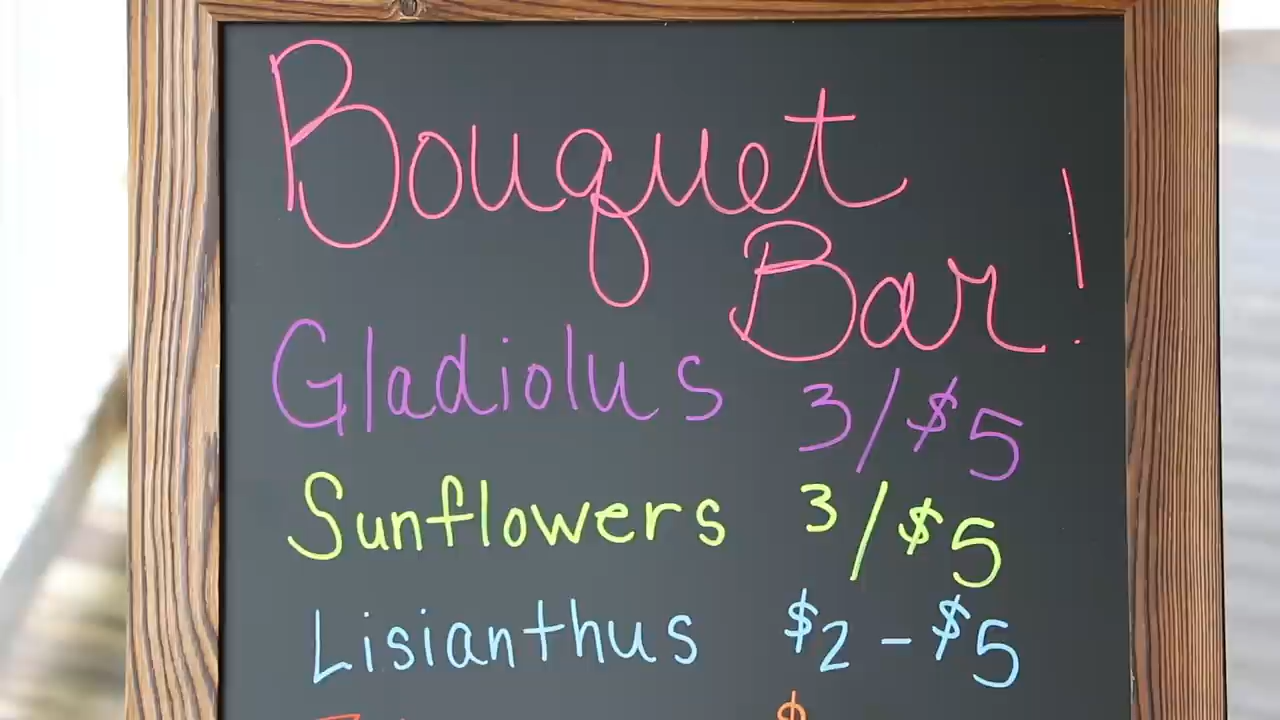 Bouquet
Bar!
Gladiolus 3/$5
Sunflowers 3/$5
Lisianthus $2-$5
$